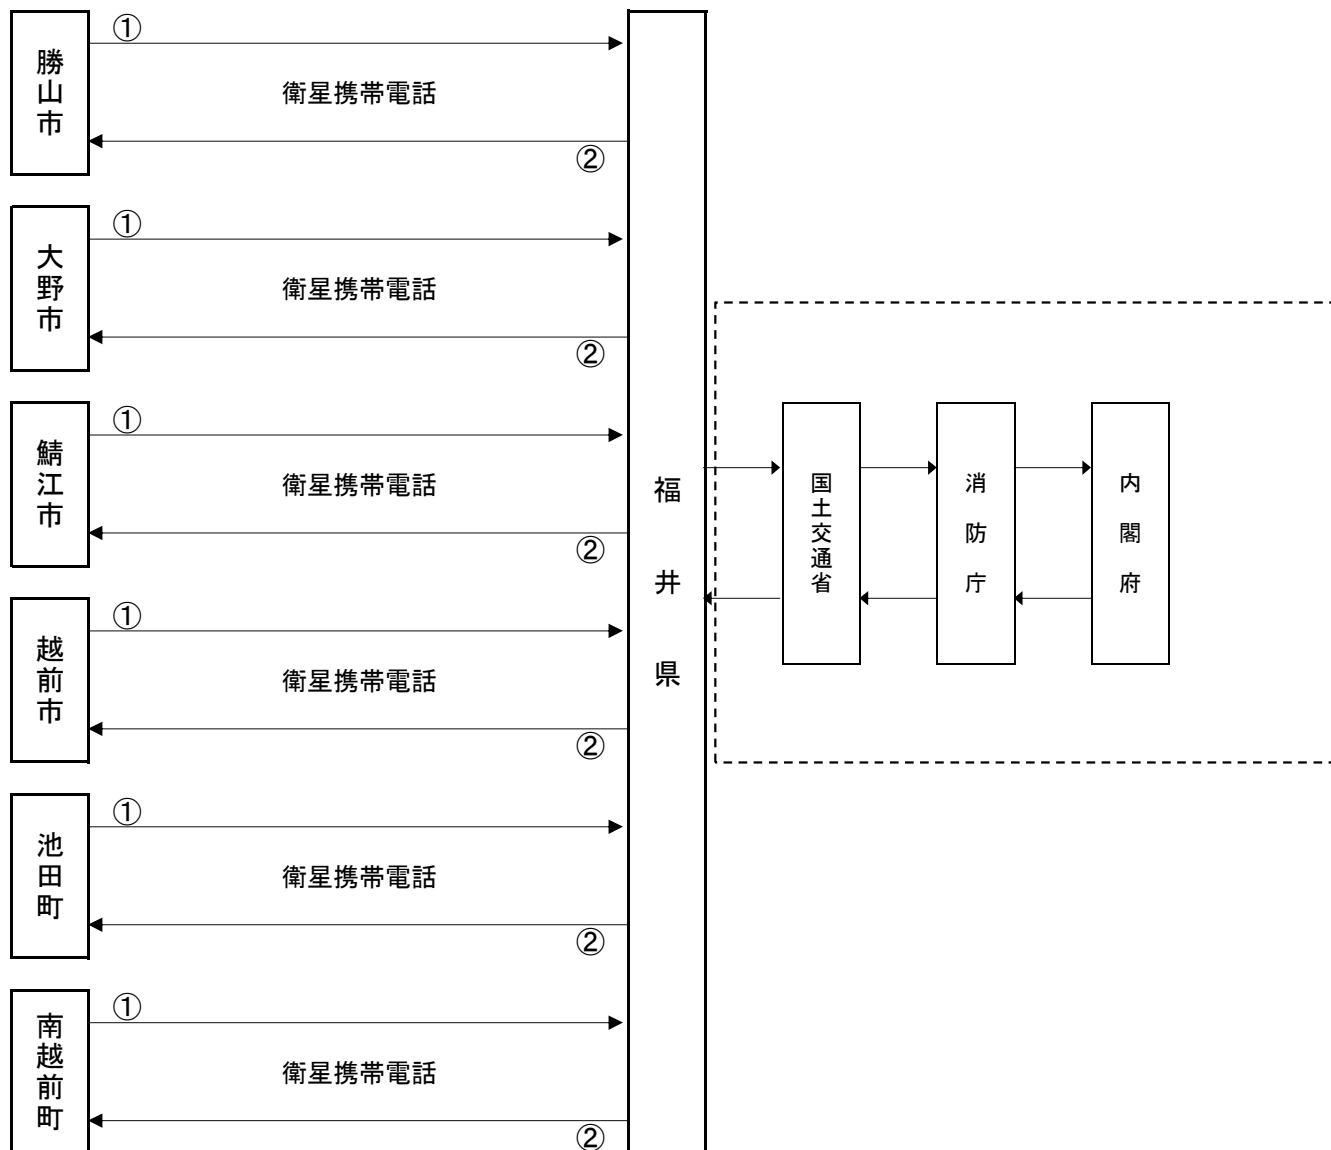 ①
勝山市
衛星携帯電話
②
①
大野市
衛星携帯電話
②
①
鯖江市
衛星携帯電話
②
①
越前市
衛星携帯電話
②
①
池田町
衛星携帯電話
②
①
南越前町
衛星携帯電話
②
福井県
国土交通省
消防庁
内閣府